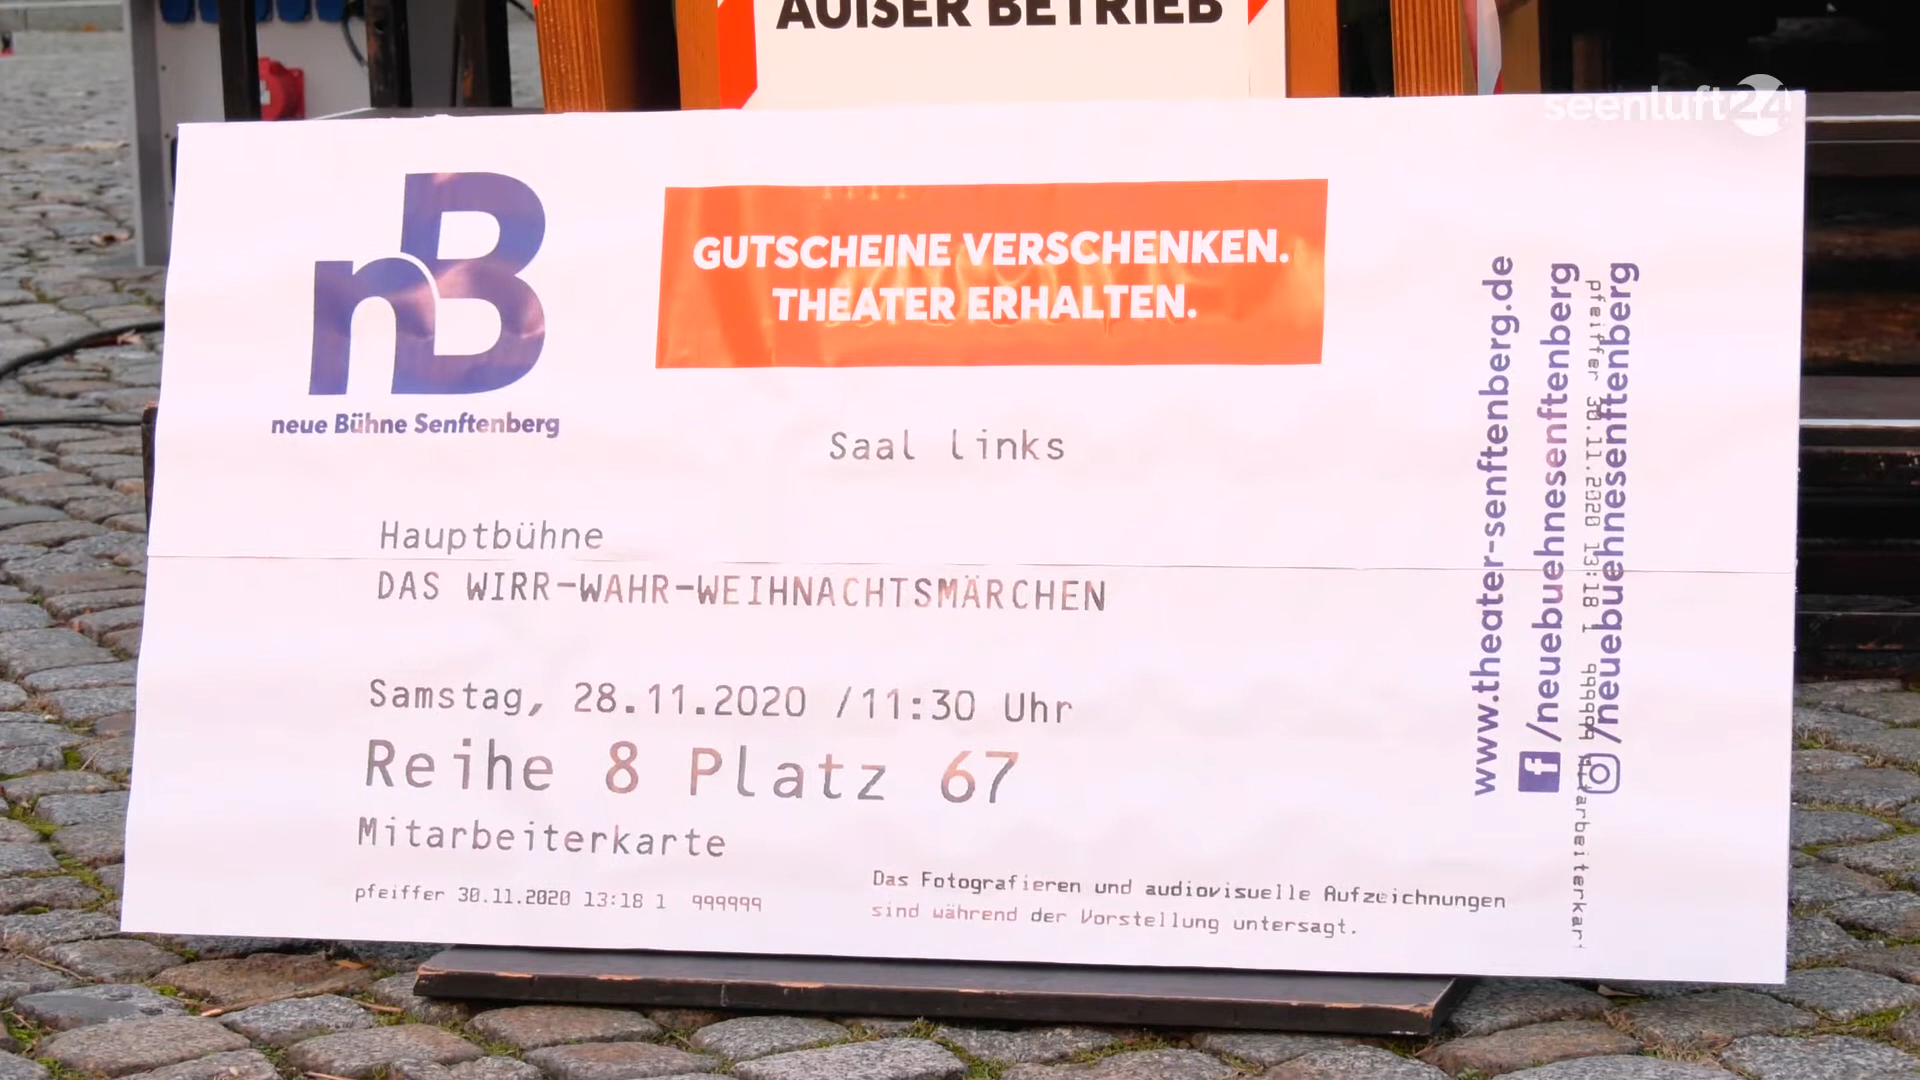 AUẞER BETRIEB
seenluft24
nB
neue Bühne Senftenberg
GUTSCHEINE VERSCHENKEN.
THEATER ERHALTEN.
Saal links
Hauptbühne
DAS WIRR-WAHR-WEIHNACHTSMÄRCHEN
Samstag, 28.11.2020 /11:30 Uhr
Reihe 8 Platz 67
Mitarbeiterkarte
pfeiffer 30.11.2020 13:18 1 999999
Das Fotografieren und audiovisuelle Aufzeichnungen
sind während der Vorstellung untersagt.
www.theater-senftenberg.de
/neuebuehnesenftenberg
/neuebuehnesenftenberg
pfeiffer 30.11.2020 13:18 1 999999 Mitarbeiterkart